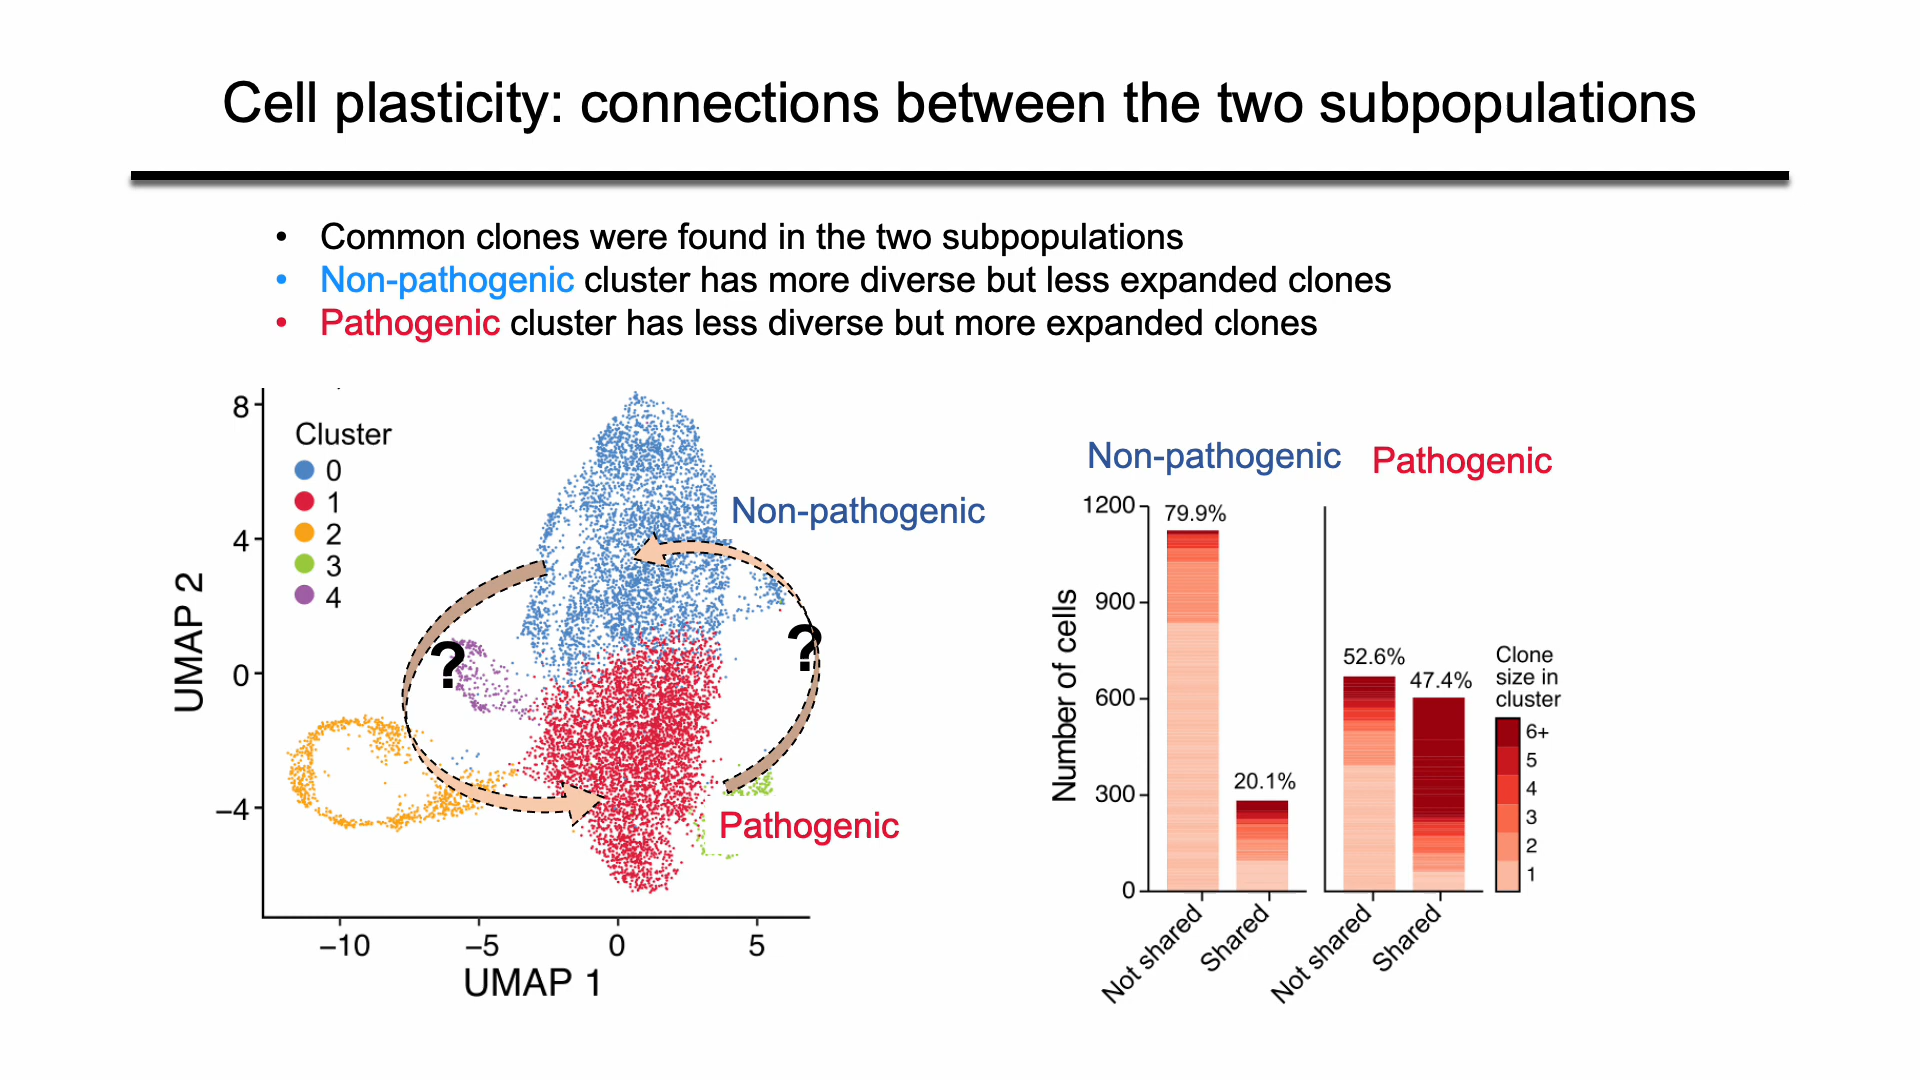 Cell plasticity: connections between the two subpopulations
• Common clones were found in the two subpopulations
• Non-pathogenic cluster has more diverse but less expanded clones
• Pathogenic cluster has less diverse but more expanded clones
8
4
0
−4
UMAP 2
Cluster
0
1
2
3
4
Non-pathogenic
?
?
Pathogenic
−10
−5
0
5
UMAP 1
Non-pathogenic
Pathogenic
1200
900
600
300
0
Number of cells
79.9%
20.1%
52.6%
47.4%
Not shared
Shared
Not shared
Shared
Clone
size in
cluster
6+
5
4
3
2
1